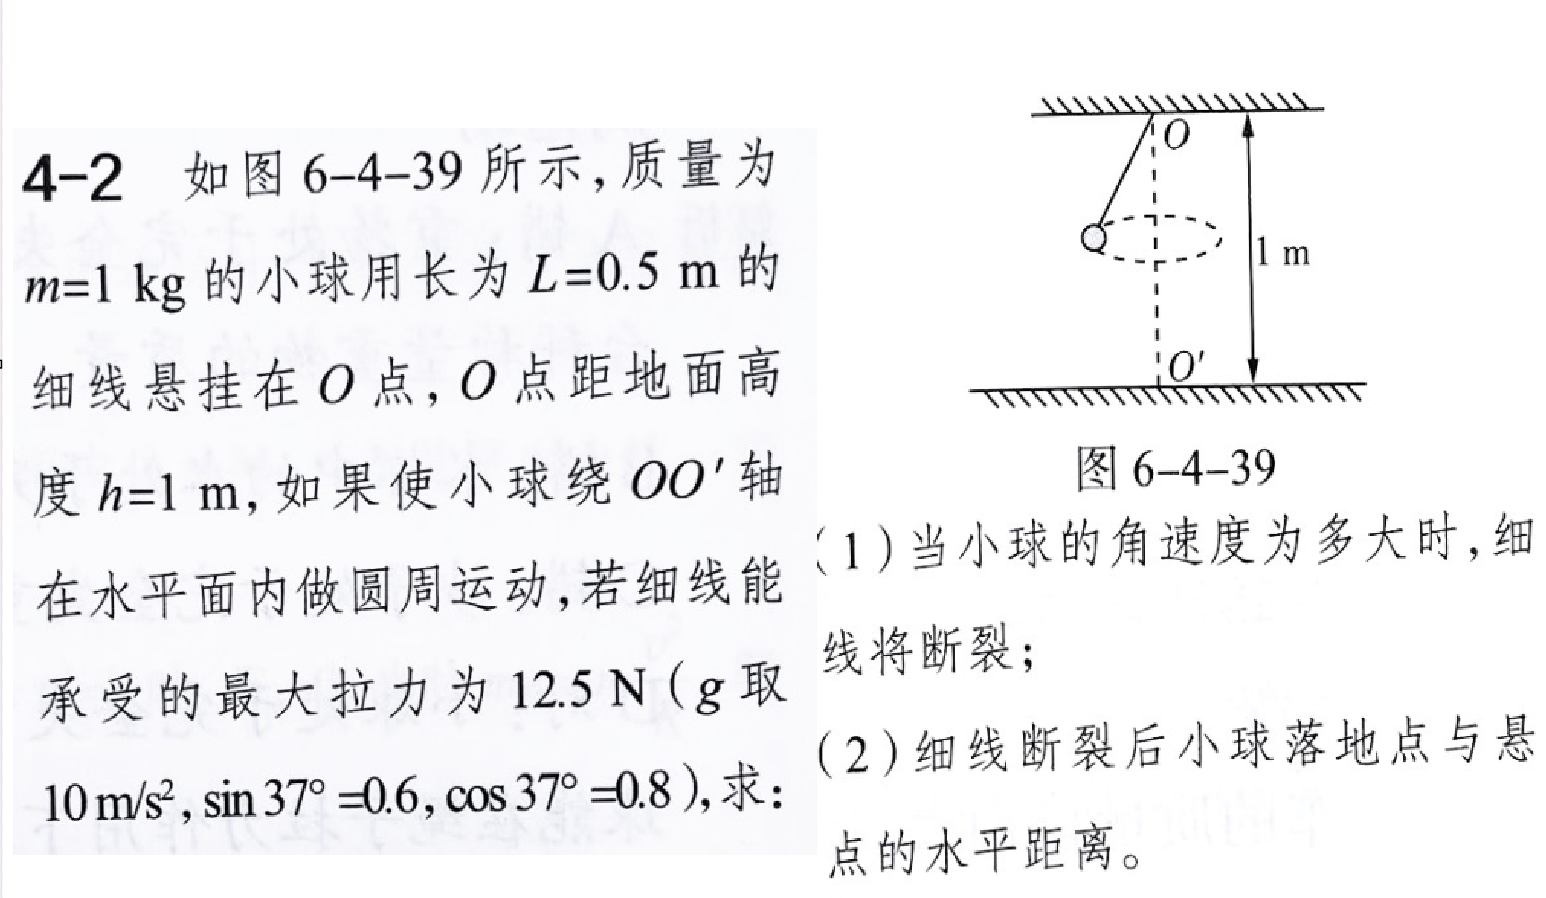 4-2 如图 6-4-39 所示,质量为
m=1 kg 的小球用长为 L=0.5 m 的
细线悬挂在 O 点,O 点距地面高
度 h=1 m,如果使小球绕 OO′轴
在水平面内做圆周运动,若细线能
承受的最大拉力为 12.5 N(g 取
10 m/s²,sin 37°=0.6,cos 37°=0.8),求:
O
1 m
O′
图 6-4-39
(1)当小球的角速度为多大时,细
线将断裂;
(2)细线断裂后小球落地点与悬
点的水平距离。